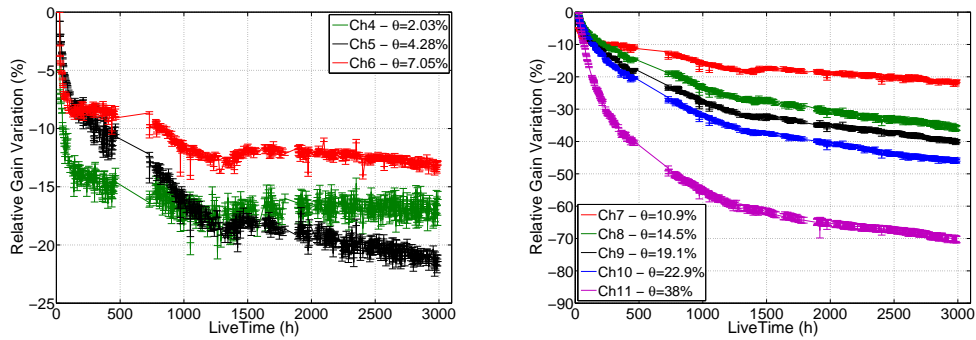 0
−5
−10
−15
−20
−25
0
500
1000
1500
2000
2500
3000
Relative Gain Variation (%)
LiveTime (h)
Ch4 − θ=2.03%
Ch5 − θ=4.28%
Ch6 − θ=7.05%
0
−10
−20
−30
−40
−50
−60
−70
−80
−90
0
500
1000
1500
2000
2500
3000
Relative Gain Variation (%)
LiveTime (h)
Ch7 − θ=10.9%
Ch8 − θ=14.5%
Ch9 − θ=19.1%
Ch10 − θ=22.9%
Ch11 − θ=38%